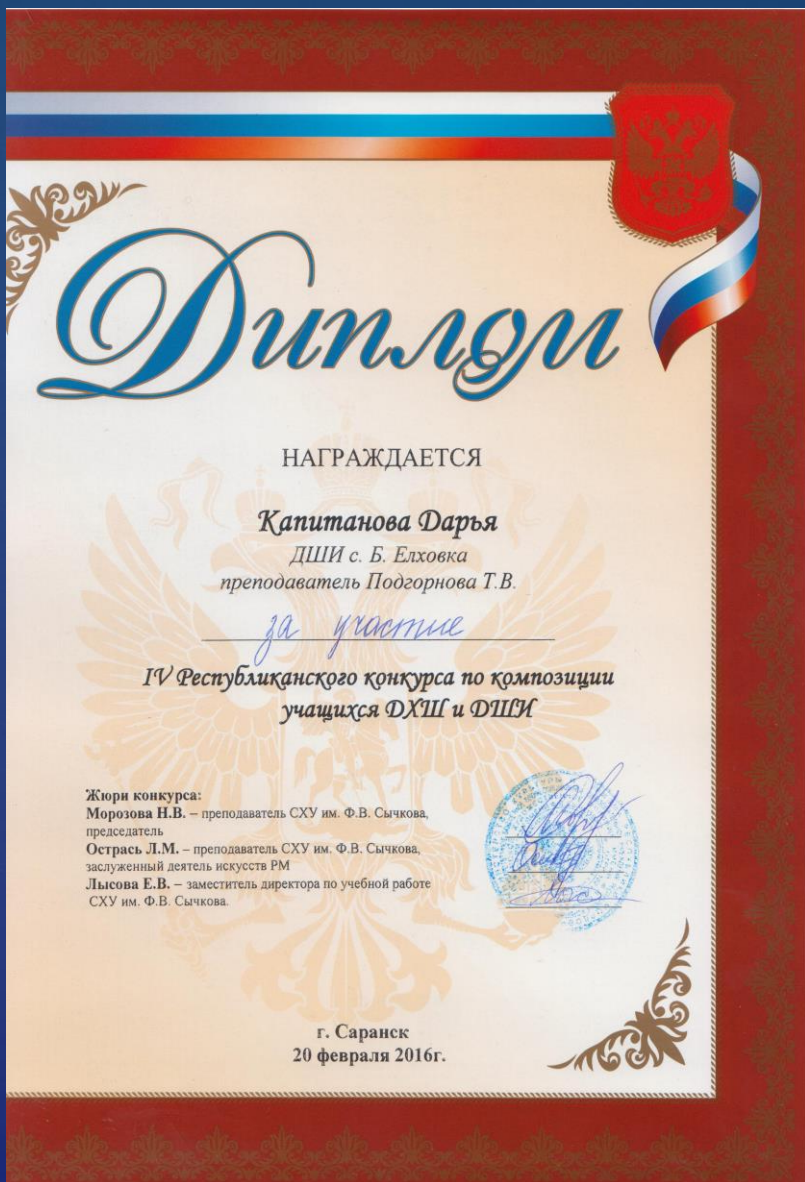 Диплом
НАГРАЖДАЕТСЯ
Капитанова Дарья
ДШИ с. Б. Елховка
преподаватель Подгорнова Т.В.
за участие
IV Республиканского конкурса по композиции
учащихся ДХШ и ДШИ
Жюри конкурса:
Морозова Н.В. – преподаватель СХУ им. Ф.В. Сычкова,
председатель
Острась Л.М. – преподаватель СХУ им. Ф.В. Сычкова,
заслуженный деятель искусств РМ
Лысова Е.В. – заместитель директора по учебной работе
СХУ им. Ф.В. Сычкова.
г. Саранск
20 февраля 2016г.